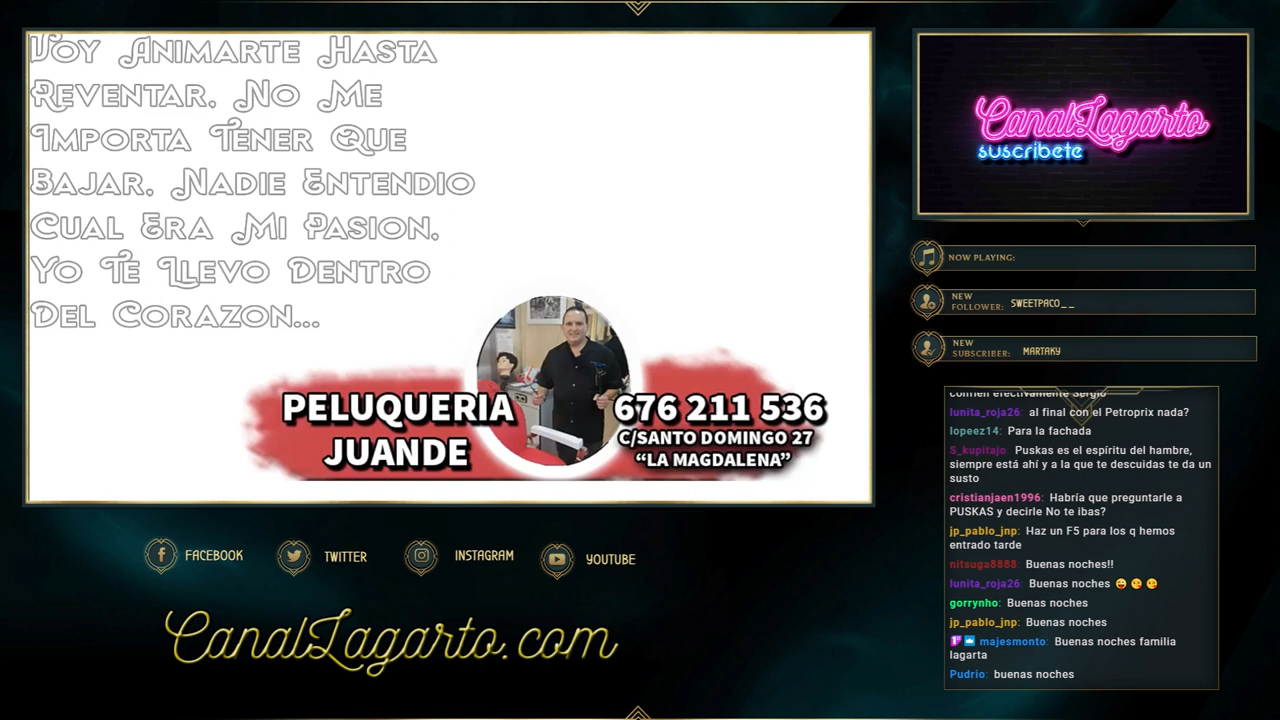 Voy Animarte Hasta
Reventar. No Me
Importa Tener Que
Bajar. Nadie Entendio
Cual Era Mi Pasion.
Yo Te Llevo Dentro
Del Corazon...
PELUQUERIA
JUANDE
676 211 536
C/SANTO DOMINGO 27
“LA MAGDALENA”
FACEBOOK
TWITTER
INSTAGRAM
YOUTUBE
CanalLagarto.com
CanalLagarto
suscribete
NOW PLAYING:
NEW
FOLLOWER: SWEETPACO__
NEW
SUBSCRIBER: MARTAKY
confien efectivamente Sergio
lunita_roja26: al final con el Petroprix nada?
lopeez14: Para la fachada
S_kupitajo: Puskas es el espíritu del hambre,
siempre está ahí y a la que te descuidas te da un
susto
cristianjaen1996: Habría que preguntarle a
PUSKAS y decirle No te ibas?
jp_pablo_jnp: Haz un F5 para los q hemos
entrado tarde
nitsuga8888: Buenas noches!!
lunita_roja26: Buenas noches 😀 😘 😘
gorrynho: Buenas noches
jp_pablo_jnp: Buenas noches
majesmonto: Buenas noches familia
lagarta
Pudrio: buenas noches